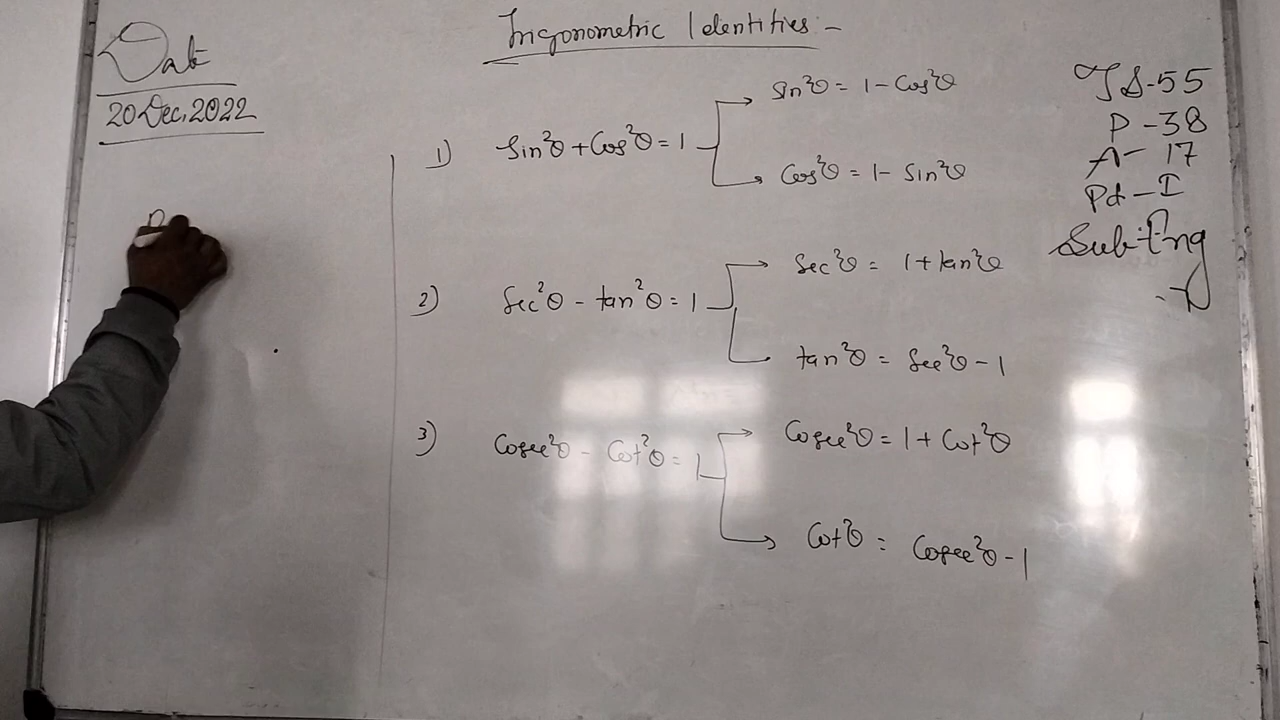 Date
20 Dec, 2022
Trigonometric Identities -
1) Sin²θ + Cos²θ = 1
Sin²θ = 1 - Cos²θ
Cos²θ = 1 - Sin²θ
2) Sec²θ - tan²θ = 1
Sec²θ = 1 + tan²θ
tan²θ = Sec²θ - 1
3) Cosec²θ - Cot²θ = 1
Cosec²θ = 1 + Cot²θ
Cot²θ = Cosec²θ - 1
TS-55
P - 38
A - 17
Pd - I
Sub: